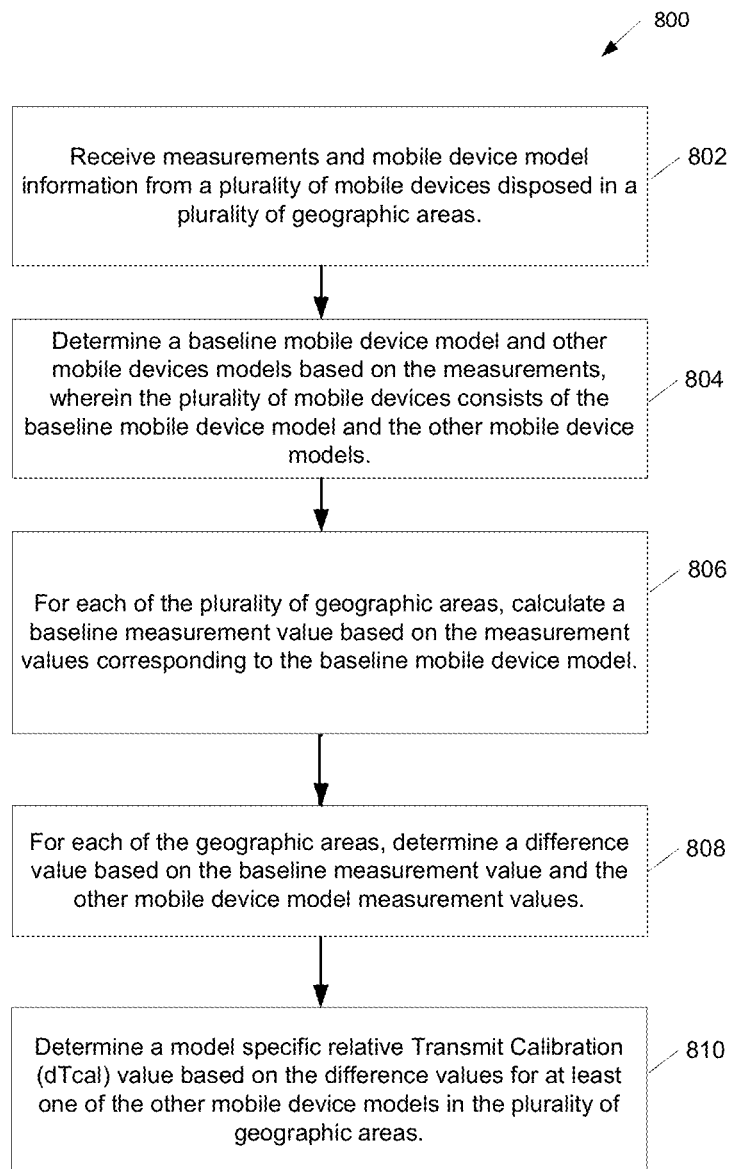 800
Receive measurements and mobile device model
information from a plurality of mobile devices disposed in a
plurality of geographic areas.
802
Determine a baseline mobile device model and other
mobile devices models based on the measurements,
wherein the plurality of mobile devices consists of the
baseline mobile device model and the other mobile device
models.
804
For each of the plurality of geographic areas, calculate a
baseline measurement value based on the measurement
values corresponding to the baseline mobile device model.
806
For each of the geographic areas, determine a difference
value based on the baseline measurement value and the
other mobile device model measurement values.
808
Determine a model specific relative Transmit Calibration
(dTcal) value based on the difference values for at least
one of the other mobile device models in the plurality of
geographic areas.
810